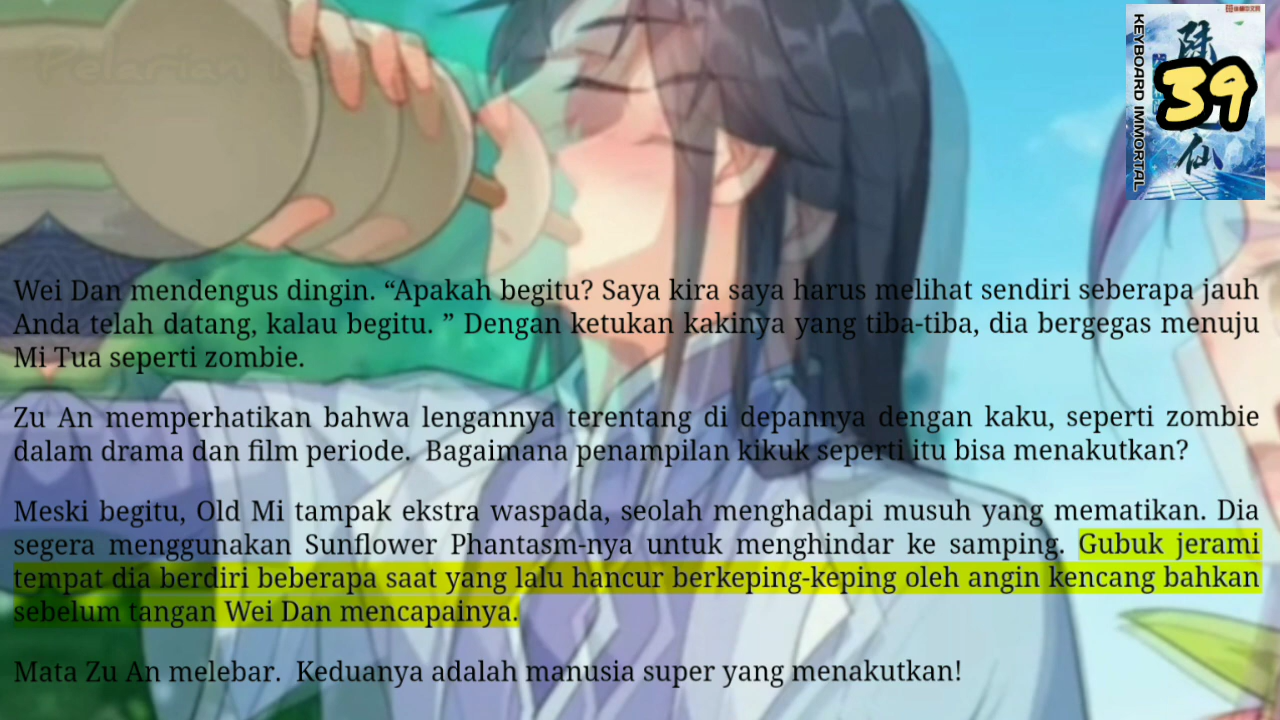 Pelarian
KEYBOARD IMMORTAL
39
仙
Wei Dan mendengus dingin. “Apakah begitu? Saya kira saya harus melihat sendiri seberapa jauh
Anda telah datang, kalau begitu. ” Dengan ketukan kakinya yang tiba-tiba, dia bergegas menuju
Mi Tua seperti zombie.
Zu An memperhatikan bahwa lengannya terentang di depannya dengan kaku, seperti zombie
dalam drama dan film periode.  Bagaimana penampilan kikuk seperti itu bisa menakutkan?
Meski begitu, Old Mi tampak ekstra waspada, seolah menghadapi musuh yang mematikan. Dia
segera menggunakan Sunflower Phantasm-nya untuk menghindar ke samping. Gubuk jerami
tempat dia berdiri beberapa saat yang lalu hancur berkeping-keping oleh angin kencang bahkan
sebelum tangan Wei Dan mencapainya.
Mata Zu An melebar.  Keduanya adalah manusia super yang menakutkan!